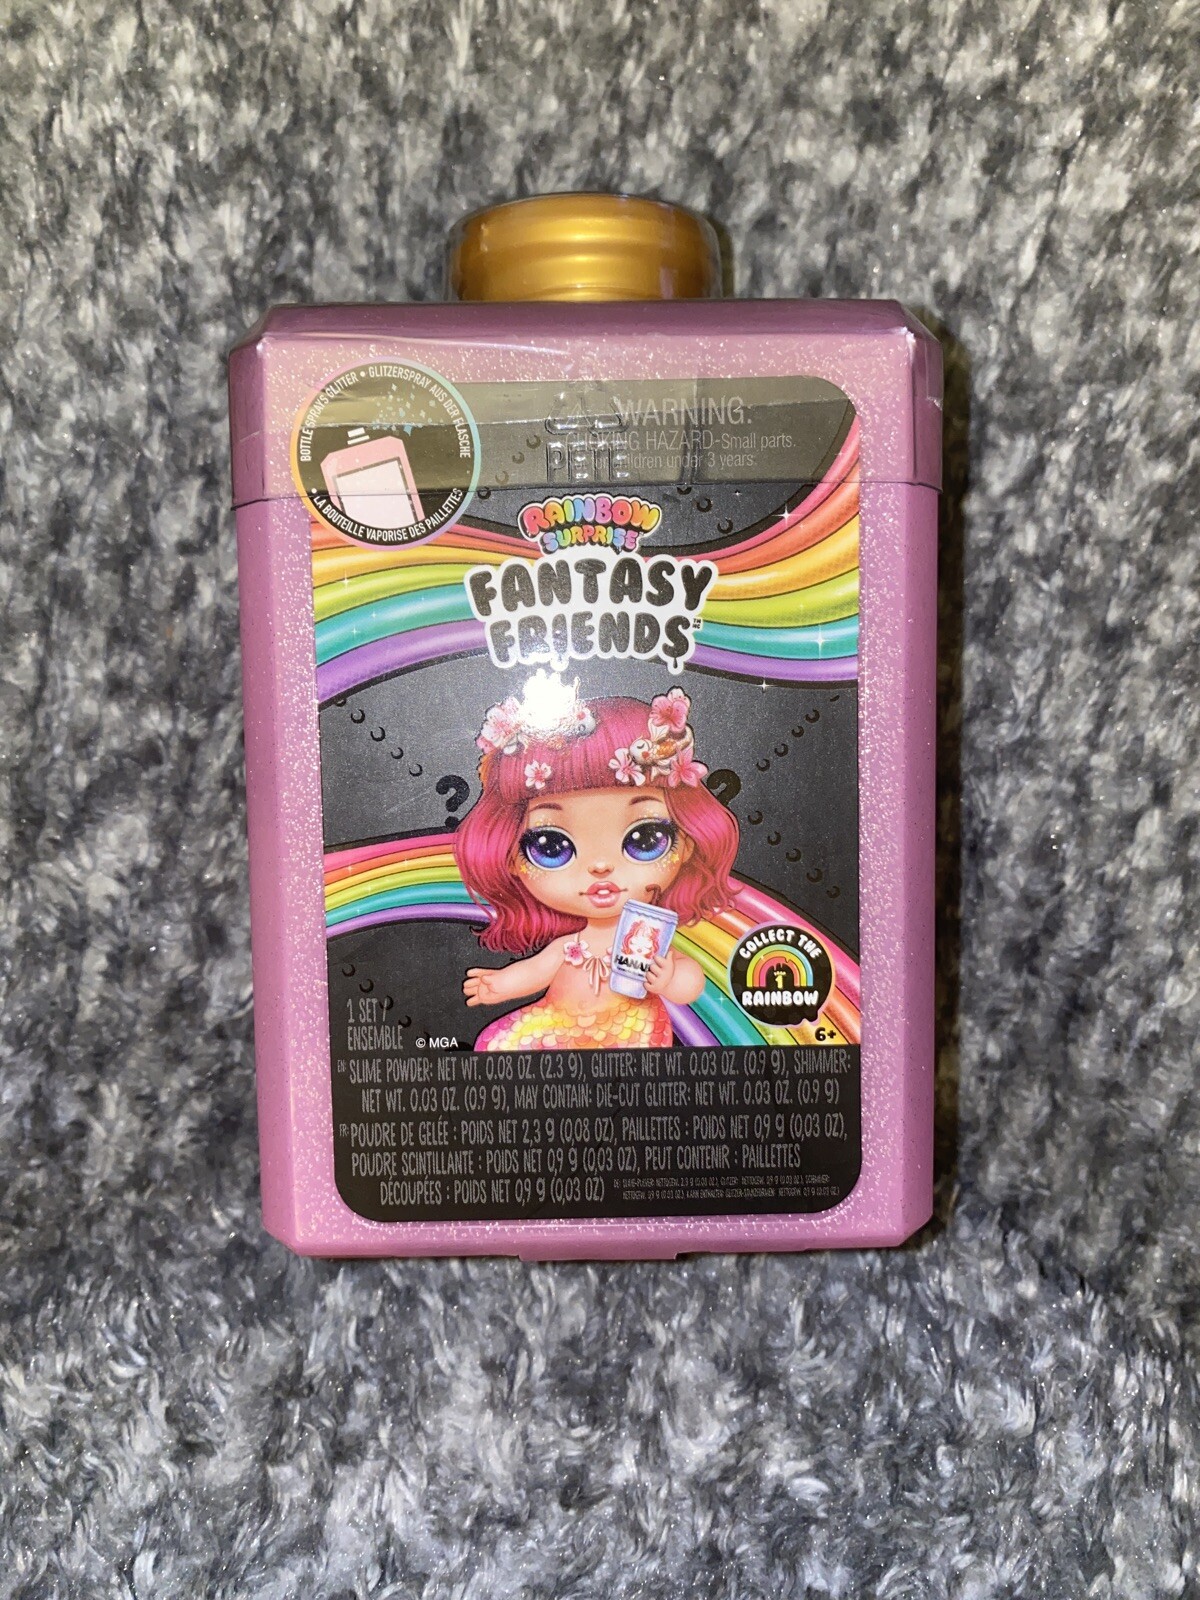 BOTTLE SPRAYS GLITTER • GLITZERSPRAY AUS DER FLASCHE
• LA BOUTEILLE VAPORISE DES PAILLETTES
WARNING:
CHOKING HAZARD-Small parts.
Not for children under 3 years.
RAINBOW
SURPRISE
FANTASY
FRIENDS™
?
?
COLLECT THE
1
RAINBOW
6+
1 SET /
ENSEMBLE
© MGA
EN: SLIME POWDER: NET WT. 0.08 OZ. (2.3 g), GLITTER: NET WT. 0.03 OZ. (0.9 g), SHIMMER:
NET WT. 0.03 OZ. (0.9 g), MAY CONTAIN: DIE-CUT GLITTER: NET WT. 0.03 OZ. (0.9 g)
FR: POUDRE DE GELÉE : POIDS NET 2,3 g (0,08 OZ), PAILLETTES : POIDS NET 0,9 g (0,03 OZ),
POUDRE SCINTILLANTE : POIDS NET 0,9 g (0,03 OZ), PEUT CONTENIR : PAILLETTES
DÉCOUPÉES : POIDS NET 0,9 g (0,03 OZ)